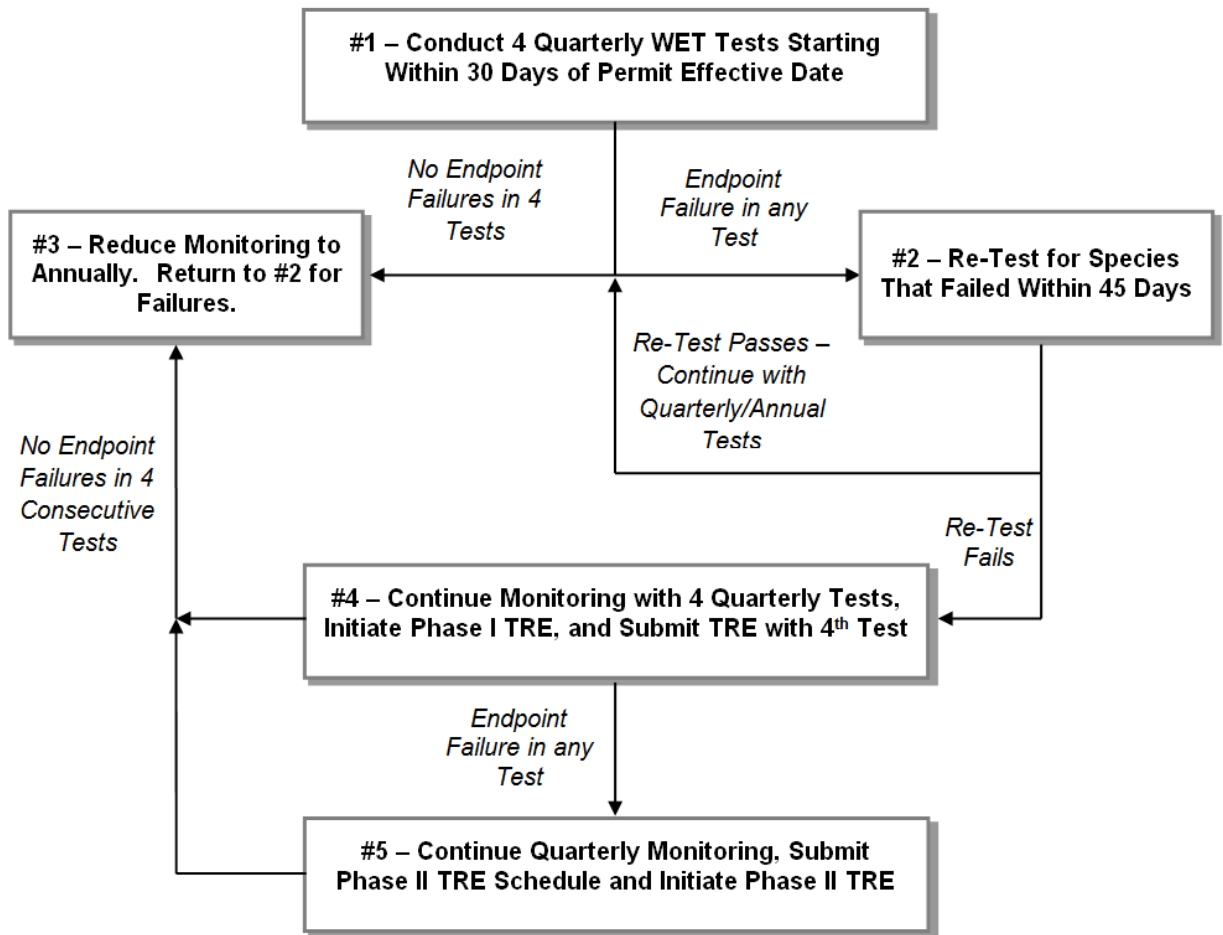 #1 – Conduct 4 Quarterly WET Tests Starting
Within 30 Days of Permit Effective Date
No Endpoint
Failures in 4
Tests
Endpoint
Failure in any
Test
#3 – Reduce Monitoring to
Annually.   Return to #2 for
Failures.
#2 – Re-Test for Species
That Failed Within 45 Days
Re-Test Passes –
Continue with
Quarterly/Annual
Tests
No Endpoint
Failures in 4
Consecutive
Tests
Re-Test
Fails
#4 – Continue Monitoring with 4 Quarterly Tests,
Initiate Phase I TRE, and Submit TRE with 4th Test
Endpoint
Failure in any
Test
#5 – Continue Quarterly Monitoring, Submit
Phase II TRE Schedule and Initiate Phase II TRE